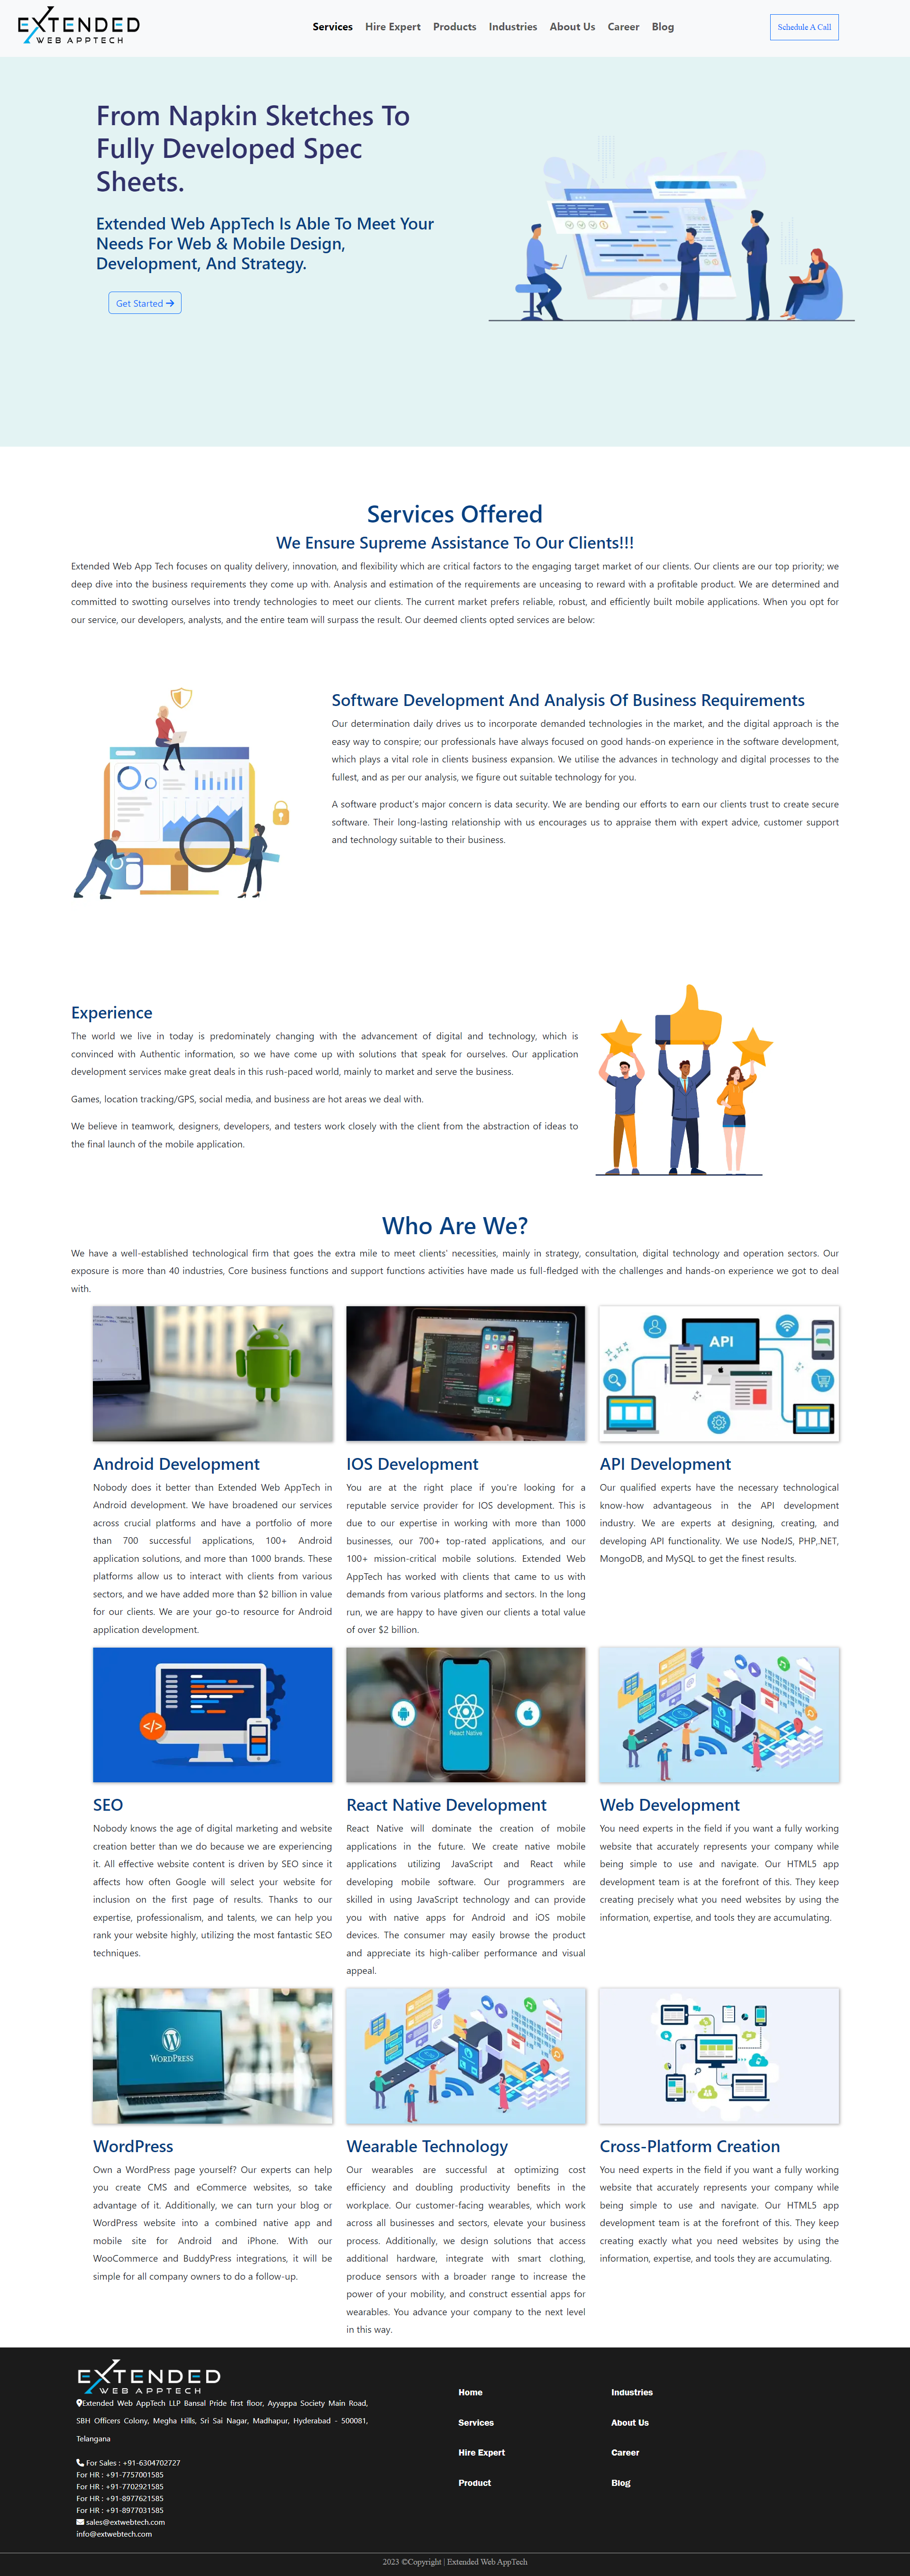 EXTENDED
WEB APPTECH
Services Hire Expert Products Industries About Us Career Blog
Schedule A Call
From Napkin Sketches To
Fully Developed Spec
Sheets.
Extended Web AppTech Is Able To Meet Your
Needs For Web & Mobile Design,
Development, And Strategy.
Get Started
Services Offered
We Ensure Supreme Assistance To Our Clients!!!
Extended Web App Tech focuses on quality delivery, innovation, and flexibility which are critical factors to the engaging target market of our clients. Our clients are our top priority; we
deep dive into the business requirements they come up with. Analysis and estimation of the requirements are unceasing to reward with a profitable product. We are determined and
committed to swotting ourselves into trendy technologies to meet our clients. The current market prefers reliable, robust, and efficiently built mobile applications. When you opt for
our service, our developers, analysts, and the entire team will surpass the result. Our deemed clients opted services are below:
Software Development And Analysis Of Business Requirements
Our determination daily drives us to incorporate demanded technologies in the market, and the digital approach is the
easy way to conspire; our professionals have always focused on good hands-on experience in the software development,
which plays a vital role in clients business expansion. We utilise the advances in technology and digital processes to the
fullest, and as per our analysis, we figure out suitable technology for you.
A software product's major concern is data security. We are bending our efforts to earn our clients trust to create secure
software. Their long-lasting relationship with us encourages us to appraise them with expert advice, customer support
and technology suitable to their business.
Experience
The world we live in today is predominately changing with the advancement of digital and technology, which is
convinced with Authentic information, so we have come up with solutions that speak for ourselves. Our application
development services make great deals in this rush-paced world, mainly to market and serve the business.
Games, location tracking/GPS, social media, and business are hot areas we deal with.
We believe in teamwork, designers, developers, and testers work closely with the client from the abstraction of ideas to
the final launch of the mobile application.
Who Are We?
We have a well-established technological firm that goes the extra mile to meet clients' necessities, mainly in strategy, consultation, digital technology and operation sectors. Our
exposure is more than 40 industries, Core business functions and support functions activities have made us full-fledged with the challenges and hands-on experience we got to deal
with.
API
Android Development
Nobody does it better than Extended Web AppTech in
Android development. We have broadened our services
across crucial platforms and have a portfolio of more
than 700 successful applications, 100+ Android
application solutions, and more than 1000 brands. These
platforms allow us to interact with clients from various
sectors, and we have added more than $2 billion in value
for our clients. We are your go-to resource for Android
application development.
IOS Development
You are at the right place if you're looking for a
reputable service provider for IOS development. This is
due to our expertise in working with more than 1000
businesses, our 700+ top-rated applications, and our
100+ mission-critical mobile solutions. Extended Web
AppTech has worked with clients that came to us with
demands from various platforms and sectors. In the long
run, we are happy to have given our clients a total value
of over $2 billion.
API Development
Our qualified experts have the necessary technological
know-how advantageous in the API development
industry. We are experts at designing, creating, and
developing API functionality. We use NodeJS, PHP,.NET,
MongoDB, and MySQL to get the finest results.
</>
React Native
SEO
Nobody knows the age of digital marketing and website
creation better than we do because we are experiencing
it. All effective website content is driven by SEO since it
affects how often Google will select your website for
inclusion on the first page of results. Thanks to our
expertise, professionalism, and talents, we can help you
rank your website highly, utilizing the most fantastic SEO
techniques.
React Native Development
React Native will dominate the creation of mobile
applications in the future. We create native mobile
applications utilizing JavaScript and React while
developing mobile software. Our programmers are
skilled in using JavaScript technology and can provide
you with native apps for Android and iOS mobile
devices. The consumer may easily browse the product
and appreciate its high-caliber performance and visual
appeal.
Web Development
You need experts in the field if you want a fully working
website that accurately represents your company while
being simple to use and navigate. Our HTML5 app
development team is at the forefront of this. They keep
creating precisely what you need websites by using the
information, expertise, and tools they are accumulating.
WORDPRESS
WordPress
Own a WordPress page yourself? Our experts can help
you create CMS and eCommerce websites, so take
advantage of it. Additionally, we can turn your blog or
WordPress website into a combined native app and
mobile site for Android and iPhone. With our
WooCommerce and BuddyPress integrations, it will be
simple for all company owners to do a follow-up.
Wearable Technology
Our wearables are successful at optimizing cost
efficiency and doubling productivity benefits in the
workplace. Our customer-facing wearables, which work
across all businesses and sectors, elevate your business
process. Additionally, we design solutions that access
additional hardware, integrate with smart clothing,
produce sensors with a broader range to increase the
power of your mobility, and construct essential apps for
wearables. You advance your company to the next level
in this way.
Cross-Platform Creation
You need experts in the field if you want a fully working
website that accurately represents your company while
being simple to use and navigate. Our HTML5 app
development team is at the forefront of this. They keep
creating exactly what you need websites by using the
information, expertise, and tools they are accumulating.
EXTENDED
WEB APPTECH
Extended Web AppTech LLP Bansal Pride first floor, Ayyappa Society Main Road,
SBH Officers Colony, Megha Hills, Sri Sai Nagar, Madhapur, Hyderabad - 500081,
Telangana
For Sales : +91-6304702727
For HR : +91-7757001585
For HR : +91-7702921585
For HR : +91-8977621585
For HR : +91-8977031585
sales@extwebtech.com
info@extwebtech.com
Home
Services
Hire Expert
Product
Industries
About Us
Career
Blog
2023 ©Copyright | Extended Web AppTech